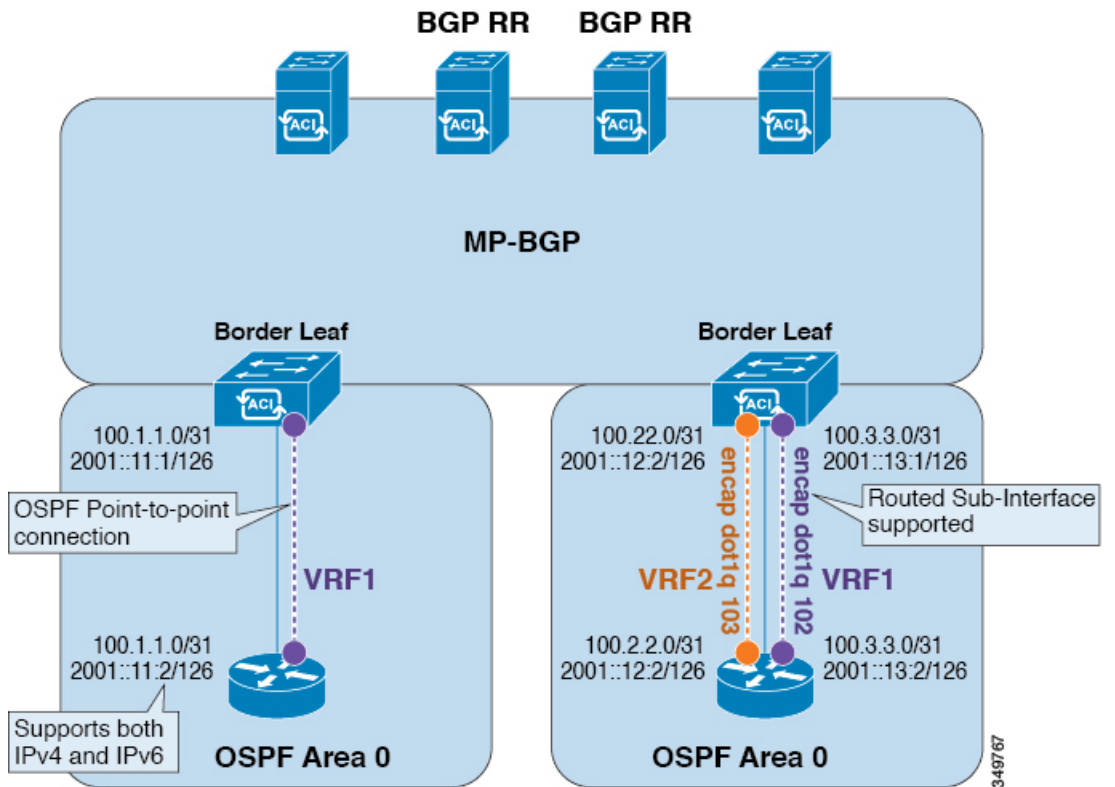 BGP RR
BGP RR
ACI
ACI
ACI
ACI
MP-BGP
Border Leaf
Border Leaf
ACI
ACI
100.1.1.0/31
2001::11:1/126
100.22.0/31
2001::12:2/126
100.3.3.0/31
2001::13:1/126
OSPF Point-to-point
connection
encap dot1q 103
encap dot1q 102
Routed Sub-Interface
supported
VRF1
VRF2
VRF1
100.1.1.0/31
2001::11:2/126
100.2.2.0/31
2001::12:2/126
100.3.3.0/31
2001::13:2/126
Supports both
IPv4 and IPv6
OSPF Area 0
OSPF Area 0
349767